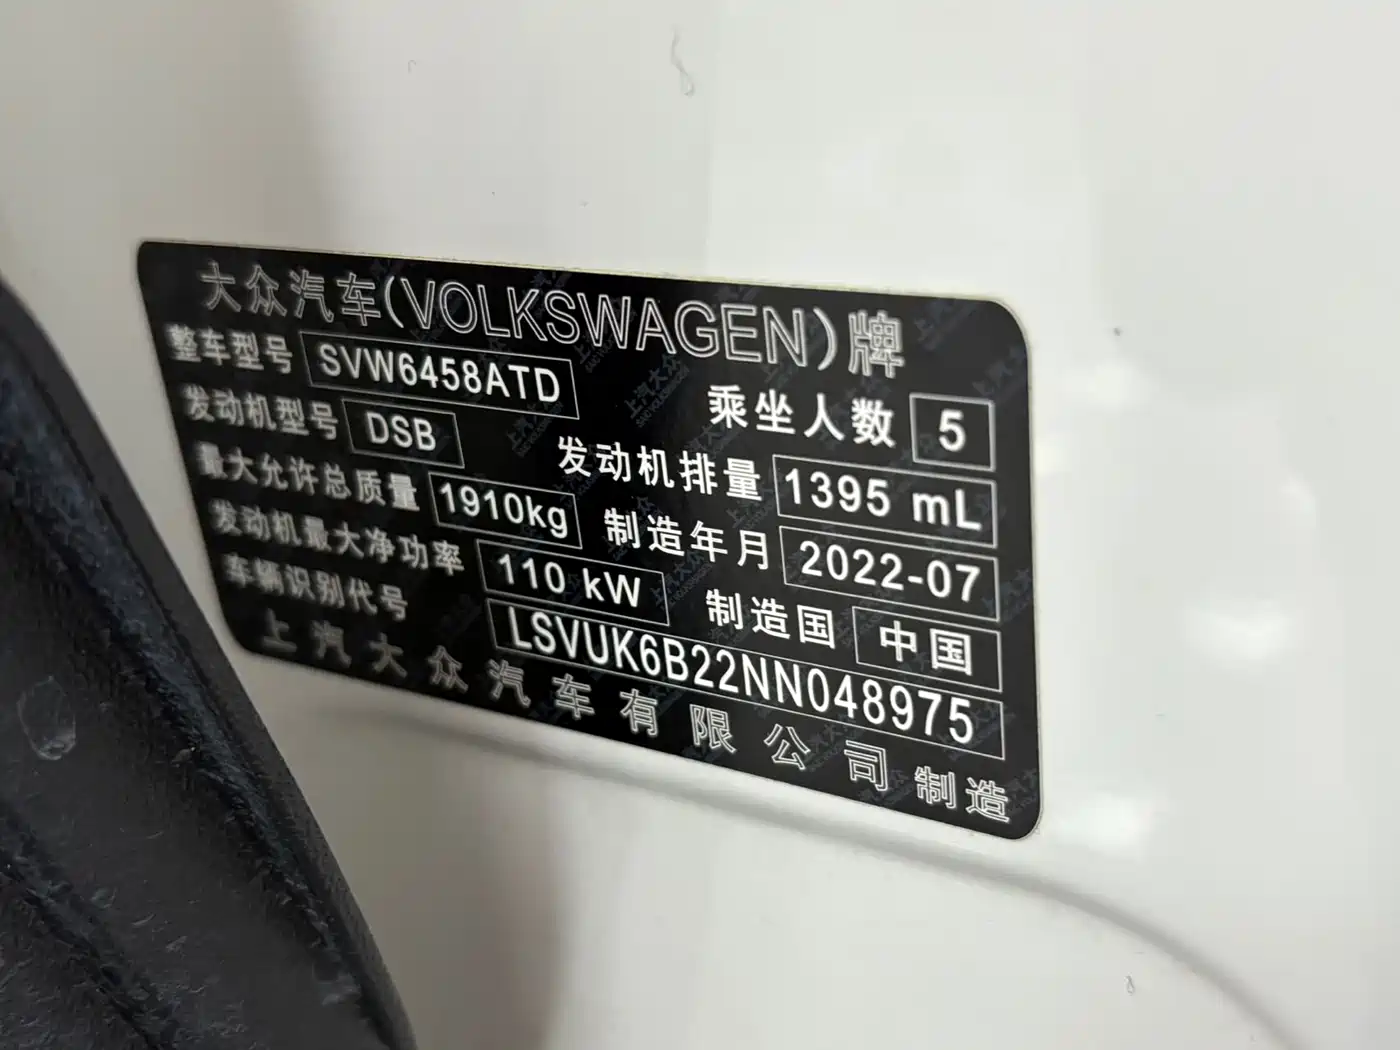 大众汽车(VOLKSWAGEN)牌
整车型号 SVW6458ATD 乘坐人数 5
发动机型号 DSB 发动机排量 1395 mL
最大允许总质量 1910kg 制造年月 2022-07
发动机最大净功率 110 kW 制造国 中国
车辆识别代号 LSVUK6B22NN048975
上汽大众汽车有限公司 制造